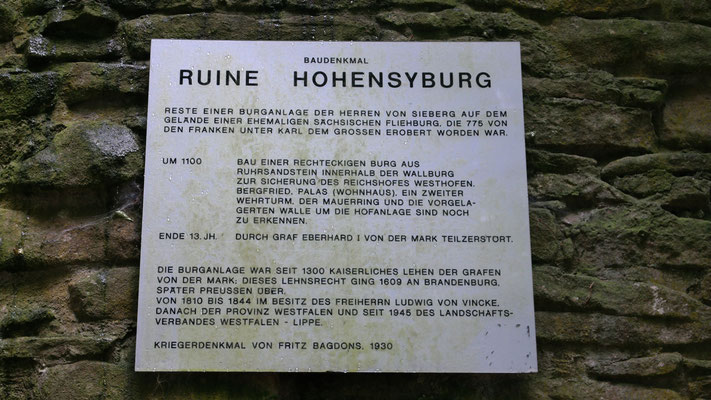 BAUDENKMAL
RUINE HOHENSYBURG
RESTE EINER BURGANLAGE DER HERREN VON SIEBERG AUF DEM
GELÄNDE EINER EHEMALIGEN SÄCHSISCHEN FLIEHBURG, DIE 775 VON
DEN FRANKEN UNTER KARL DEM GROSSEN EROBERT WORDEN WAR.
UM 1100 BAU EINER RECHTECKIGEN BURG AUS
RUHRSANDSTEIN INNERHALB DER WALLBURG
ZUR SICHERUNG DES REICHSHOFES WESTHOFEN.
BERGFRIED, PALAS (WOHNHAUS), EIN ZWEITER
WEHRTURM, DER MAUERRING UND DIE VORGELA-
GERTEN WÄLLE UM DIE HOFANLAGE SIND NOCH
ZU ERKENNEN.
ENDE 13. JH. DURCH GRAF EBERHARD I VON DER MARK TEILZERSTÖRT.
DIE BURGANLAGE WAR SEIT 1300 KAISERLICHES LEHEN DER GRAFEN
VON DER MARK; DIESES LEHNSRECHT GING 1609 AN BRANDENBURG,
SPÄTER PREUSSEN ÜBER.
VON 1810 BIS 1844 IM BESITZ DES FREIHERRN LUDWIG VON VINCKE,
DANACH DER PROVINZ WESTFALEN UND SEIT 1945 DES LANDSCHAFTS-
VERBANDES WESTFALEN - LIPPE.
KRIEGERDENKMAL VON FRITZ BAGDONS, 1930